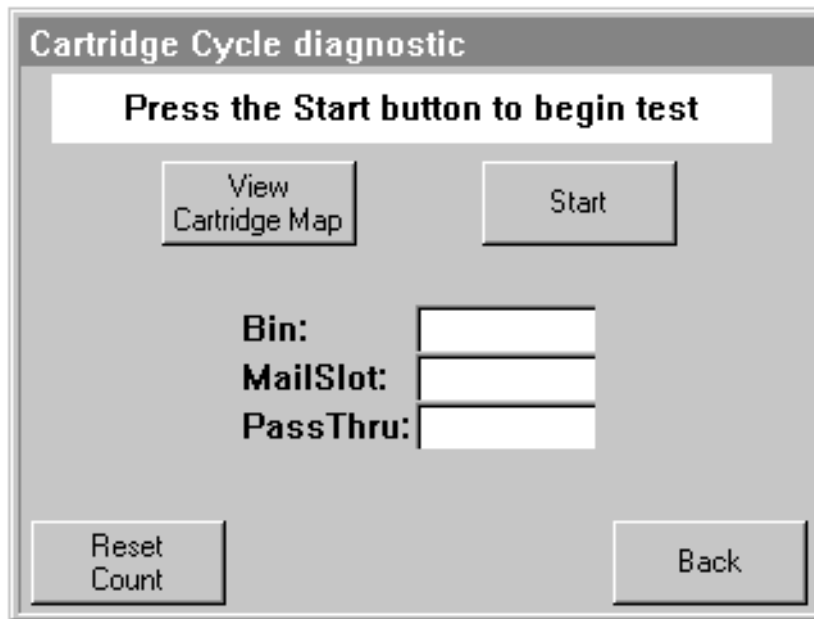 Cartridge Cycle diagnostic
Press the Start button to begin test
View
Cartridge Map
Start
Bin:
MailSlot:
PassThru:
Reset
Count
Back